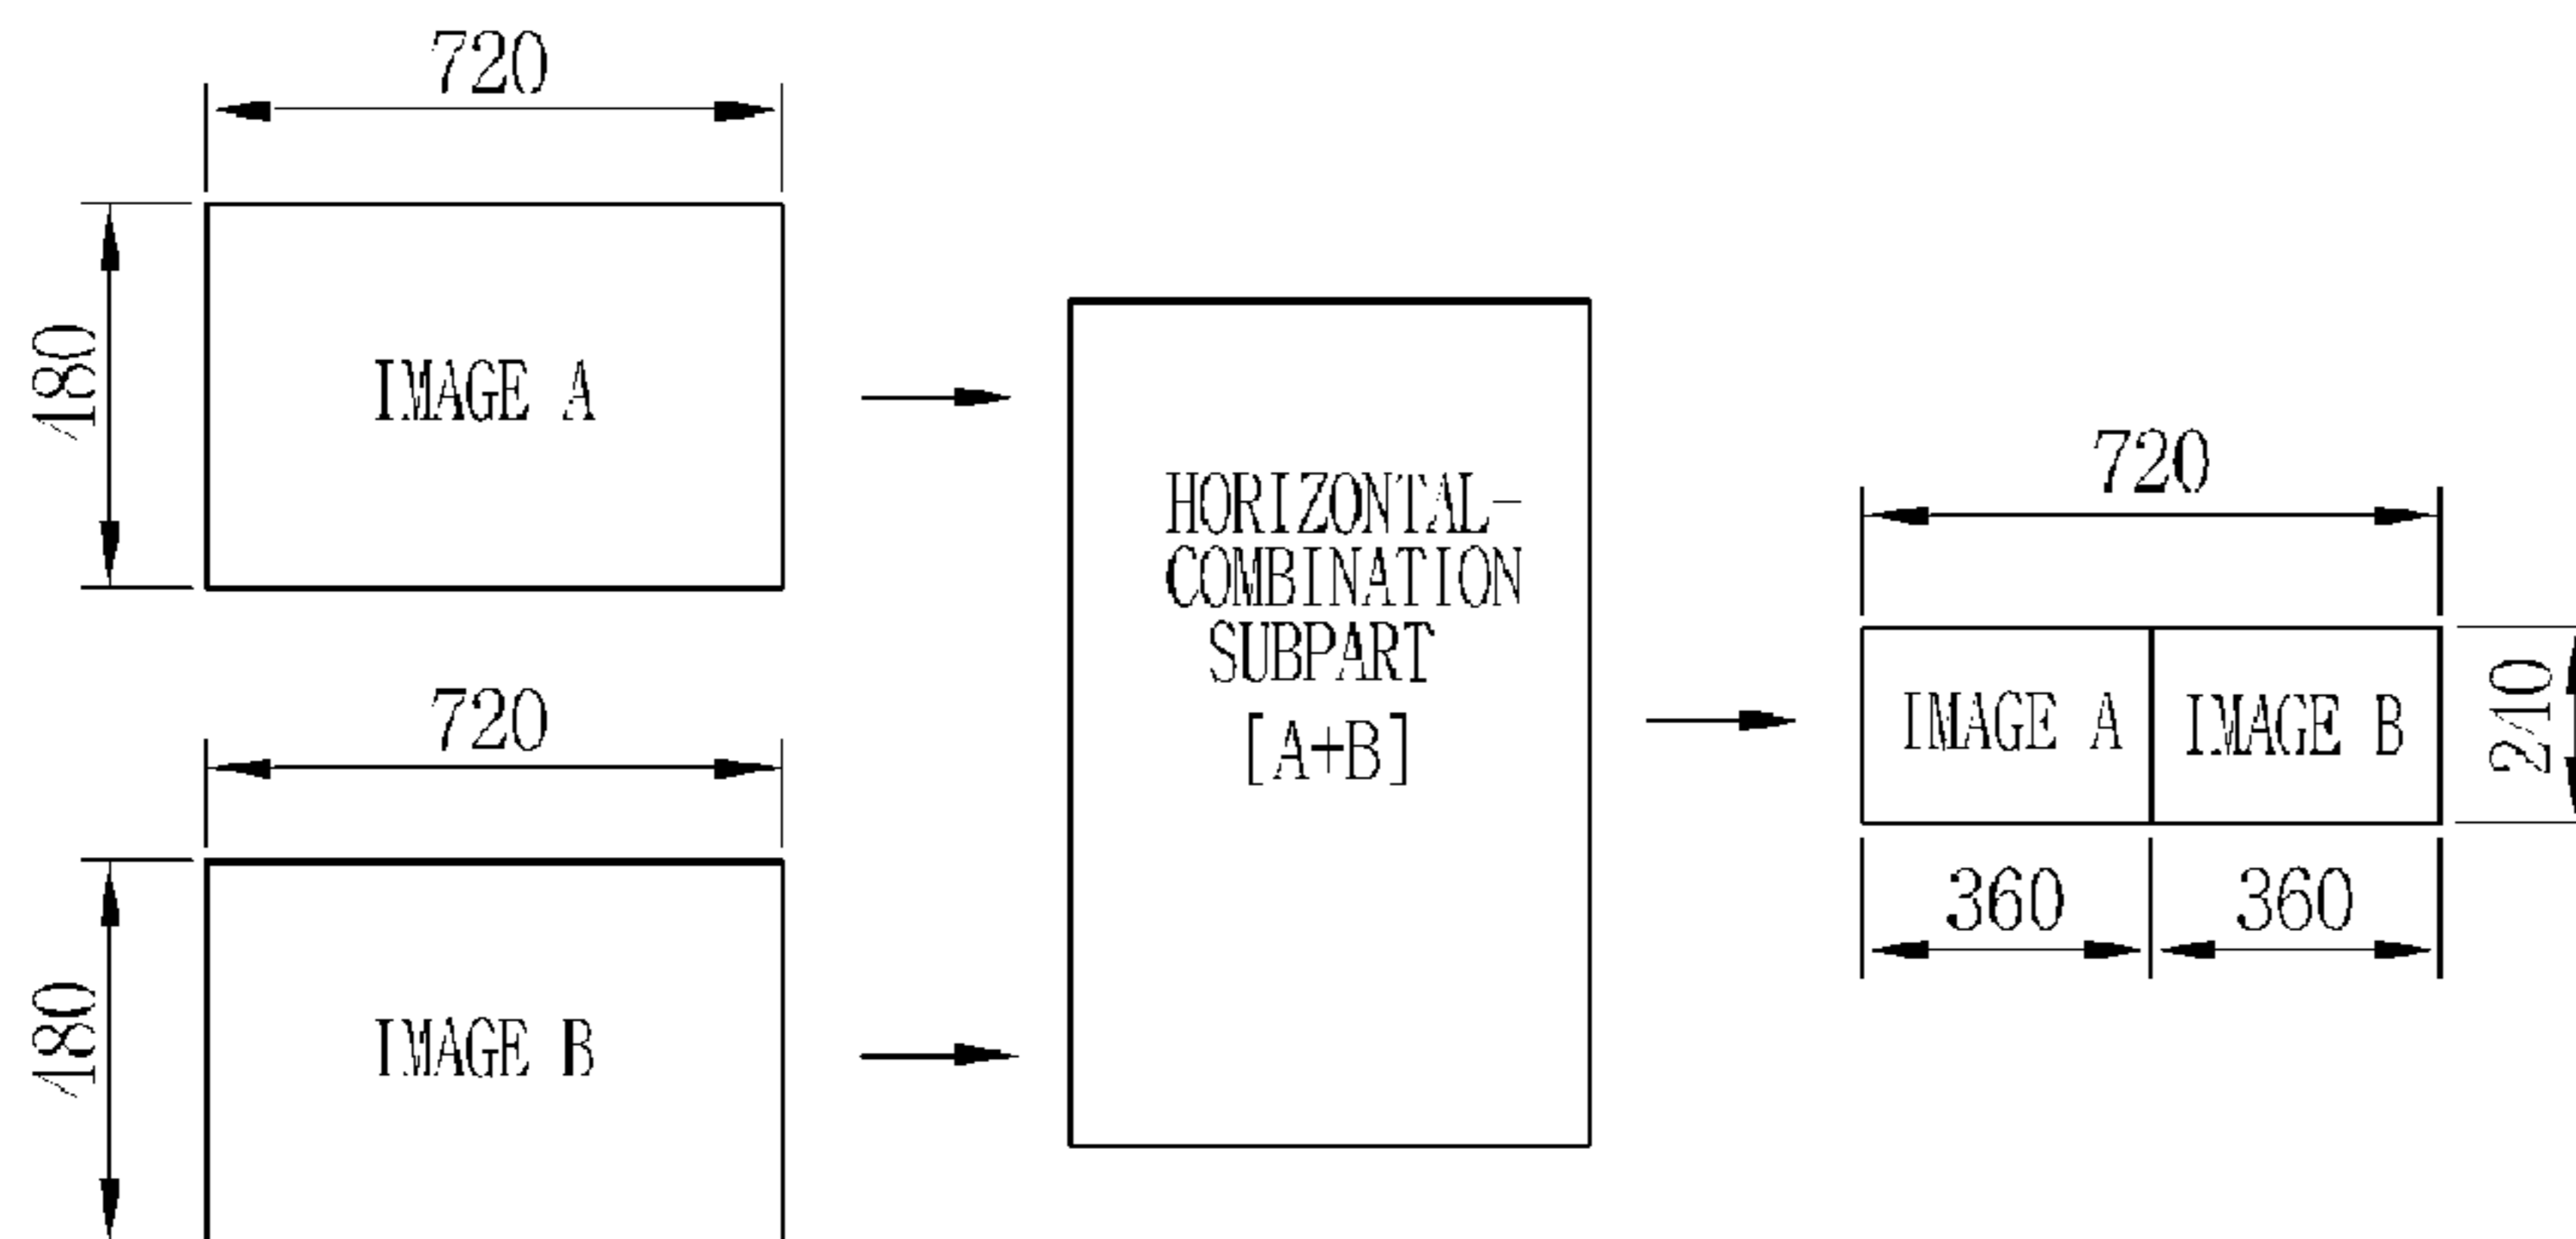 720
480
IMAGE A
720
480
IMAGE B
HORIZONTAL-
COMBINATION
SUBPART
[A+B]
720
IMAGE A IMAGE B
240
360 360